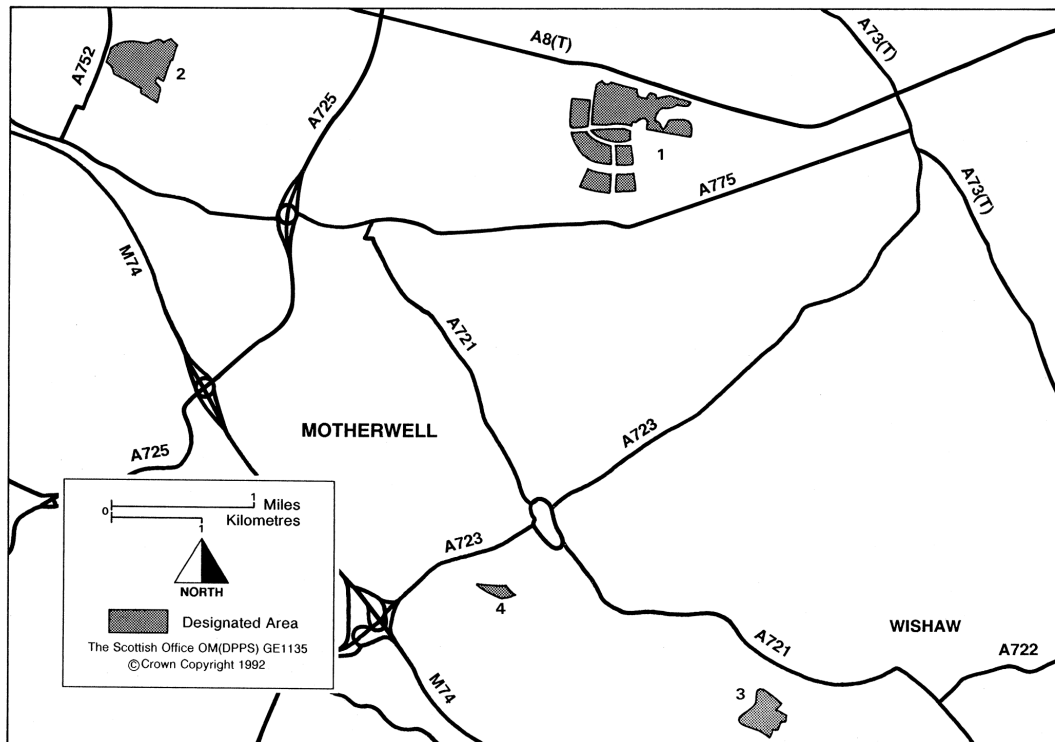 A8(T)
A73(T)
A752
2
A725
1
A775
A73(T)
M74
A721
MOTHERWELL
A723
A725
0 1 Miles
Kilometres
1
NORTH
Designated Area
The Scottish Office OM(DPPS) GE1135
©Crown Copyright 1992
A723
4
WISHAW
A721
A722
M74
3